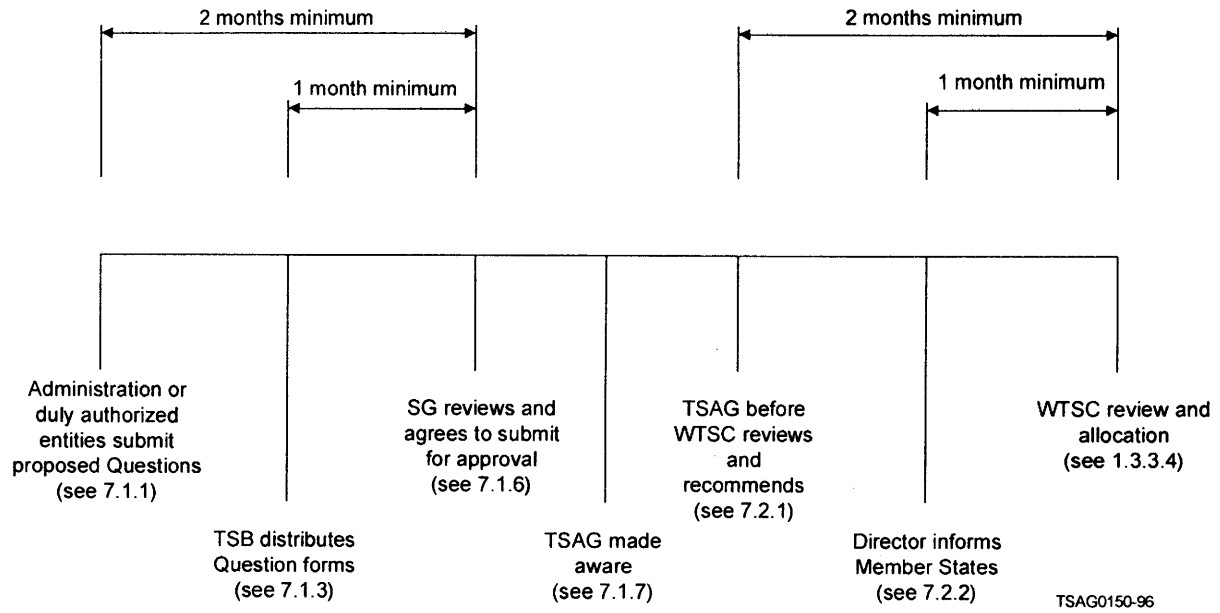 2 months minimum
2 months minimum
1 month minimum
1 month minimum
Administration or
duly authorized
entities submit
proposed Questions
(see 7.1.1)
TSB distributes
Question forms
(see 7.1.3)
SG reviews and
agrees to submit
for approval
(see 7.1.6)
TSAG made
aware
(see 7.1.7)
TSAG before
WTSC reviews
and
recommends
(see 7.2.1)
Director informs
Member States
(see 7.2.2)
WTSC review and
allocation
(see 1.3.3.4)
TSAG0150-96